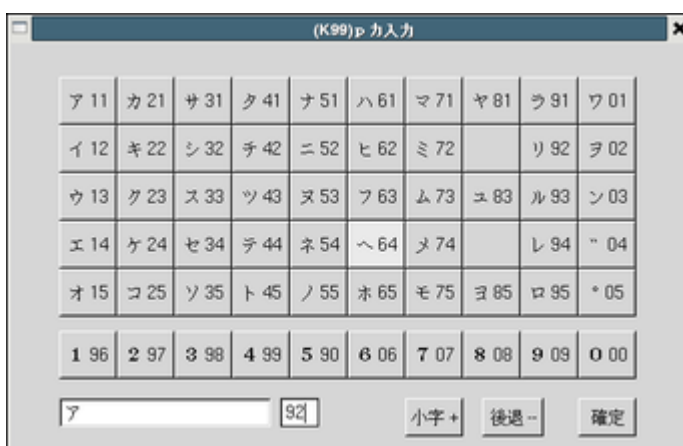 (K99)p カ入力
ア 11 カ 21 サ 31 タ 41 ナ 51 ハ 61 マ 71 ヤ 81 ラ 91 ワ 01
イ 12 キ 22 シ 32 チ 42 ニ 52 ヒ 62 ミ 72 リ 92 ヲ 02
ウ 13 グ 23 ス 33 ツ 43 ヌ 53 フ 63 ム 73 ユ 83 ル 93 ン 03
エ 14 ケ 24 セ 34 テ 44 ネ 54 ヘ 64 メ 74 レ 94 ” 04
オ 15 コ 25 ソ 35 ト 45 ノ 55 ホ 65 モ 75 ヨ 85 ロ 95 ° 05
1 96 2 97 3 98 4 99 5 90 6 06 7 07 8 08 9 09 0 00
ア 92 小字 + 後退 -- 確定